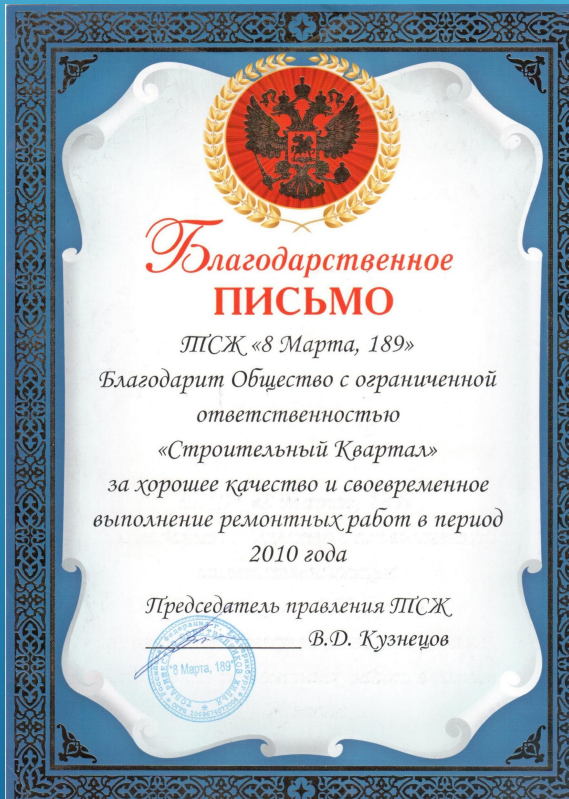 Благодарственное
ПИСЬМО
ТСЖ «8 Марта, 189»
Благодарит Общество с ограниченной
ответственностью
«Строительный Квартал»
за хорошее качество и своевременное
выполнение ремонтных работ в период
2010 года
Председатель правления ТСЖ
В.D. Кузнецов
"8 Марта, 189"